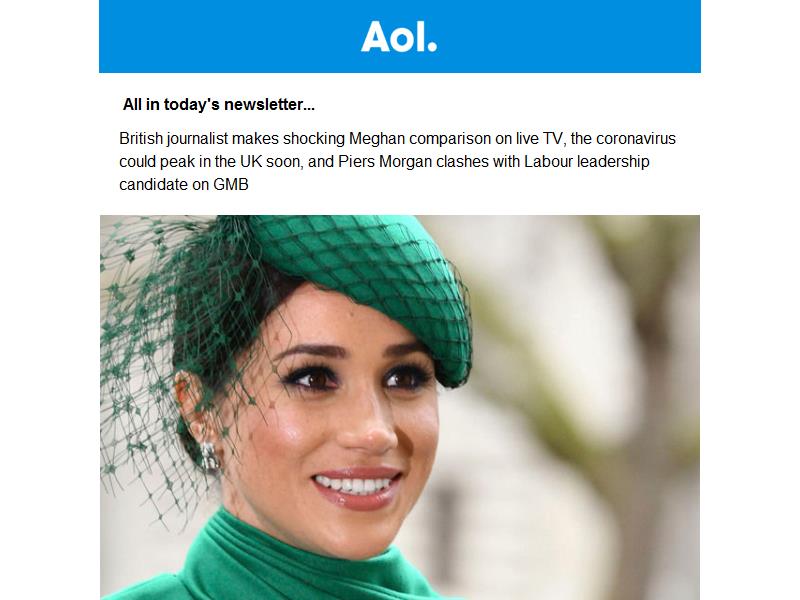 Aol.
All in today's newsletter...
British journalist makes shocking Meghan comparison on live TV, the coronavirus
could peak in the UK soon, and Piers Morgan clashes with Labour leadership
candidate on GMB